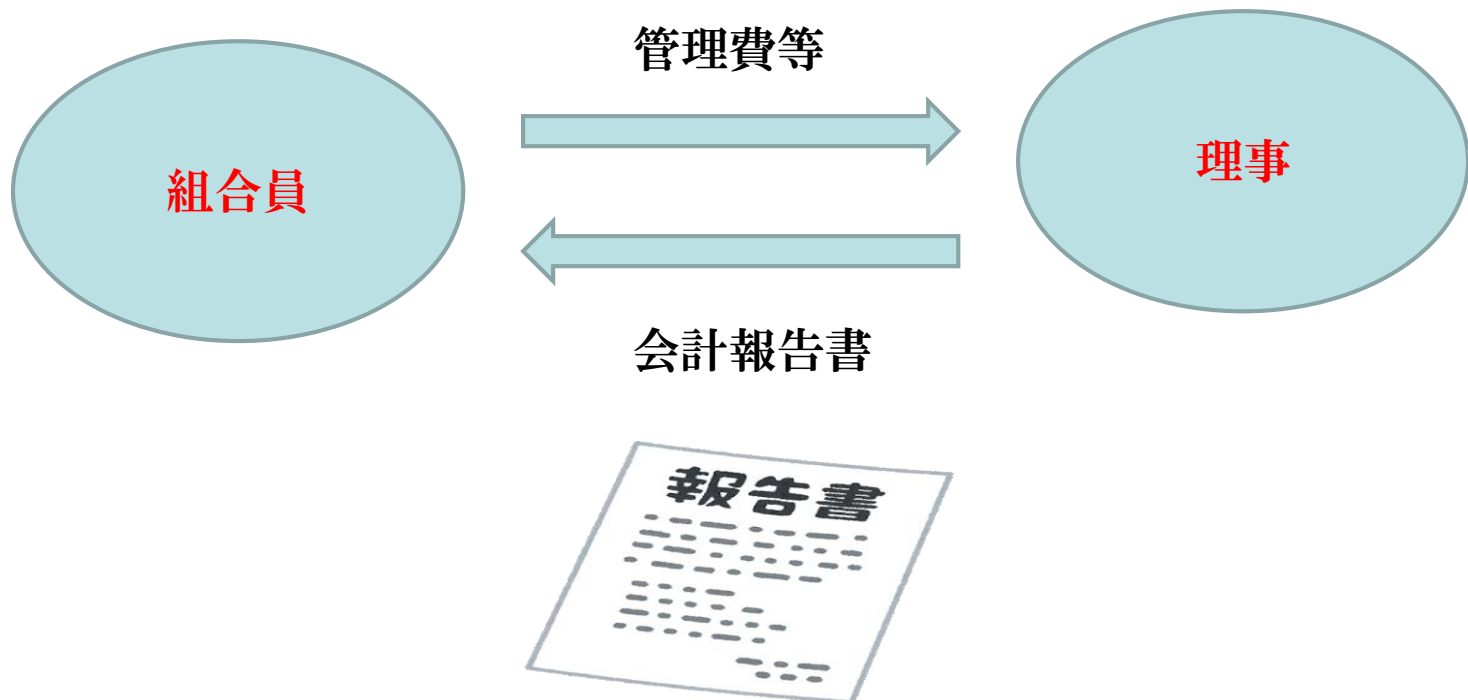 管理費等
組合員
理事
会計報告書
報告書